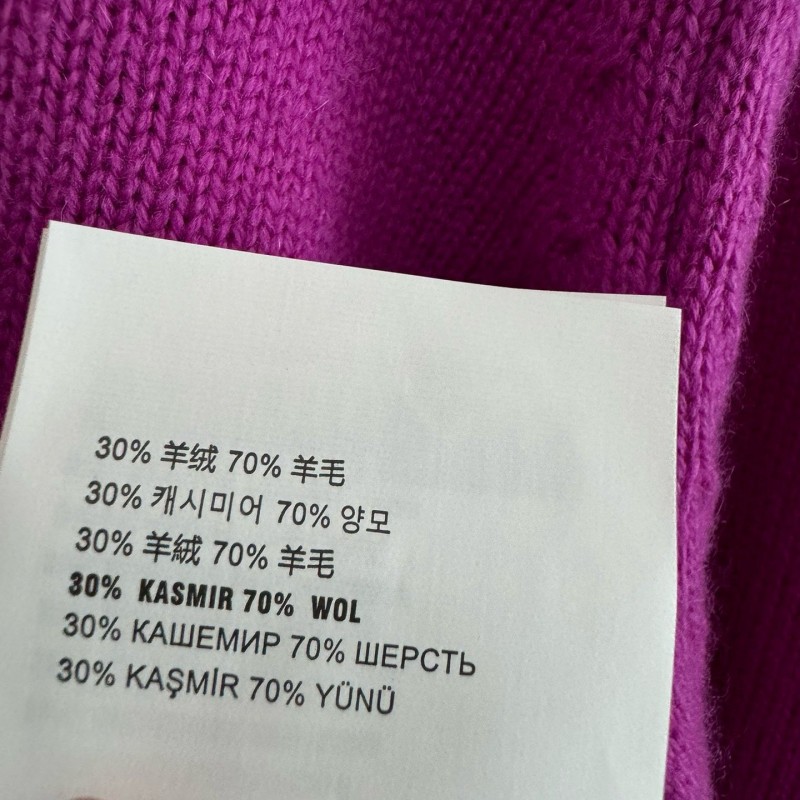 30% 羊绒 70% 羊毛
30% 캐시미어 70% 양모
30% 羊絨 70% 羊毛
30% KASMIR 70% WOL
30% КАШЕМИР 70% ШЕРСТЬ
30% KAŞMİR 70% YÜNÜ